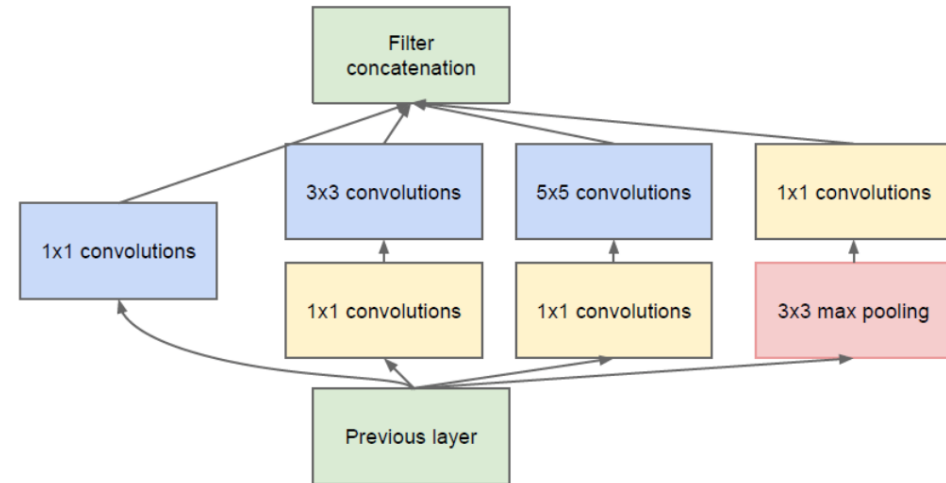 Filter
concatenation
3x3 convolutions
5x5 convolutions
1x1 convolutions
1x1 convolutions
1x1 convolutions
1x1 convolutions
3x3 max pooling
Previous layer